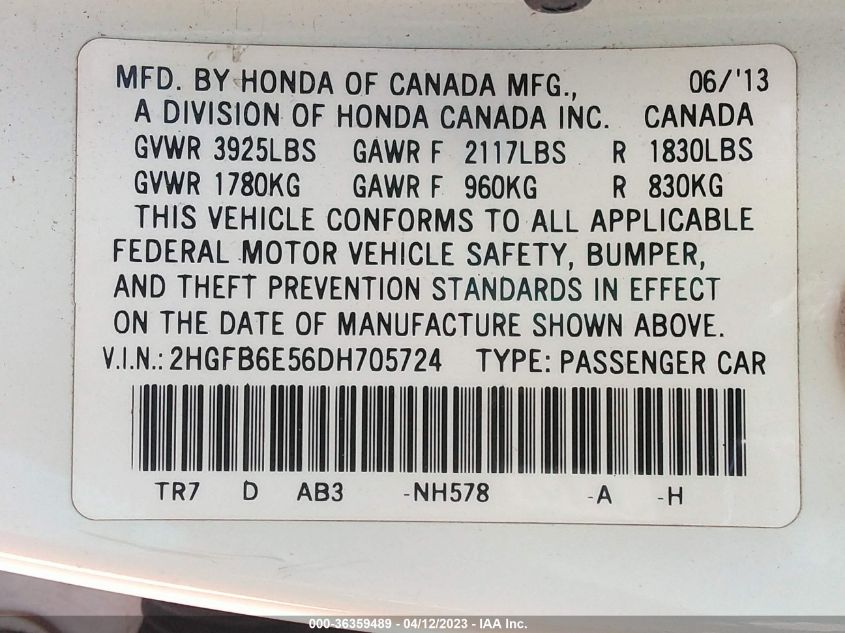 MFD. BY HONDA OF CANADA MFG., 06/'13
A DIVISION OF HONDA CANADA INC. CANADA
GVWR 3925LBS GAWR F 2117LBS R 1830LBS
GVWR 1780KG GAWR F 960KG R 830KG
THIS VEHICLE CONFORMS TO ALL APPLICABLE
FEDERAL MOTOR VEHICLE SAFETY, BUMPER,
AND THEFT PREVENTION STANDARDS IN EFFECT
ON THE DATE OF MANUFACTURE SHOWN ABOVE.
V.I.N.: 2HGFB6E56DH705724 TYPE: PASSENGER CAR
TR7 D AB3 -NH578 -A -H
000-36359489 - 04/12/2023 - IAA Inc.